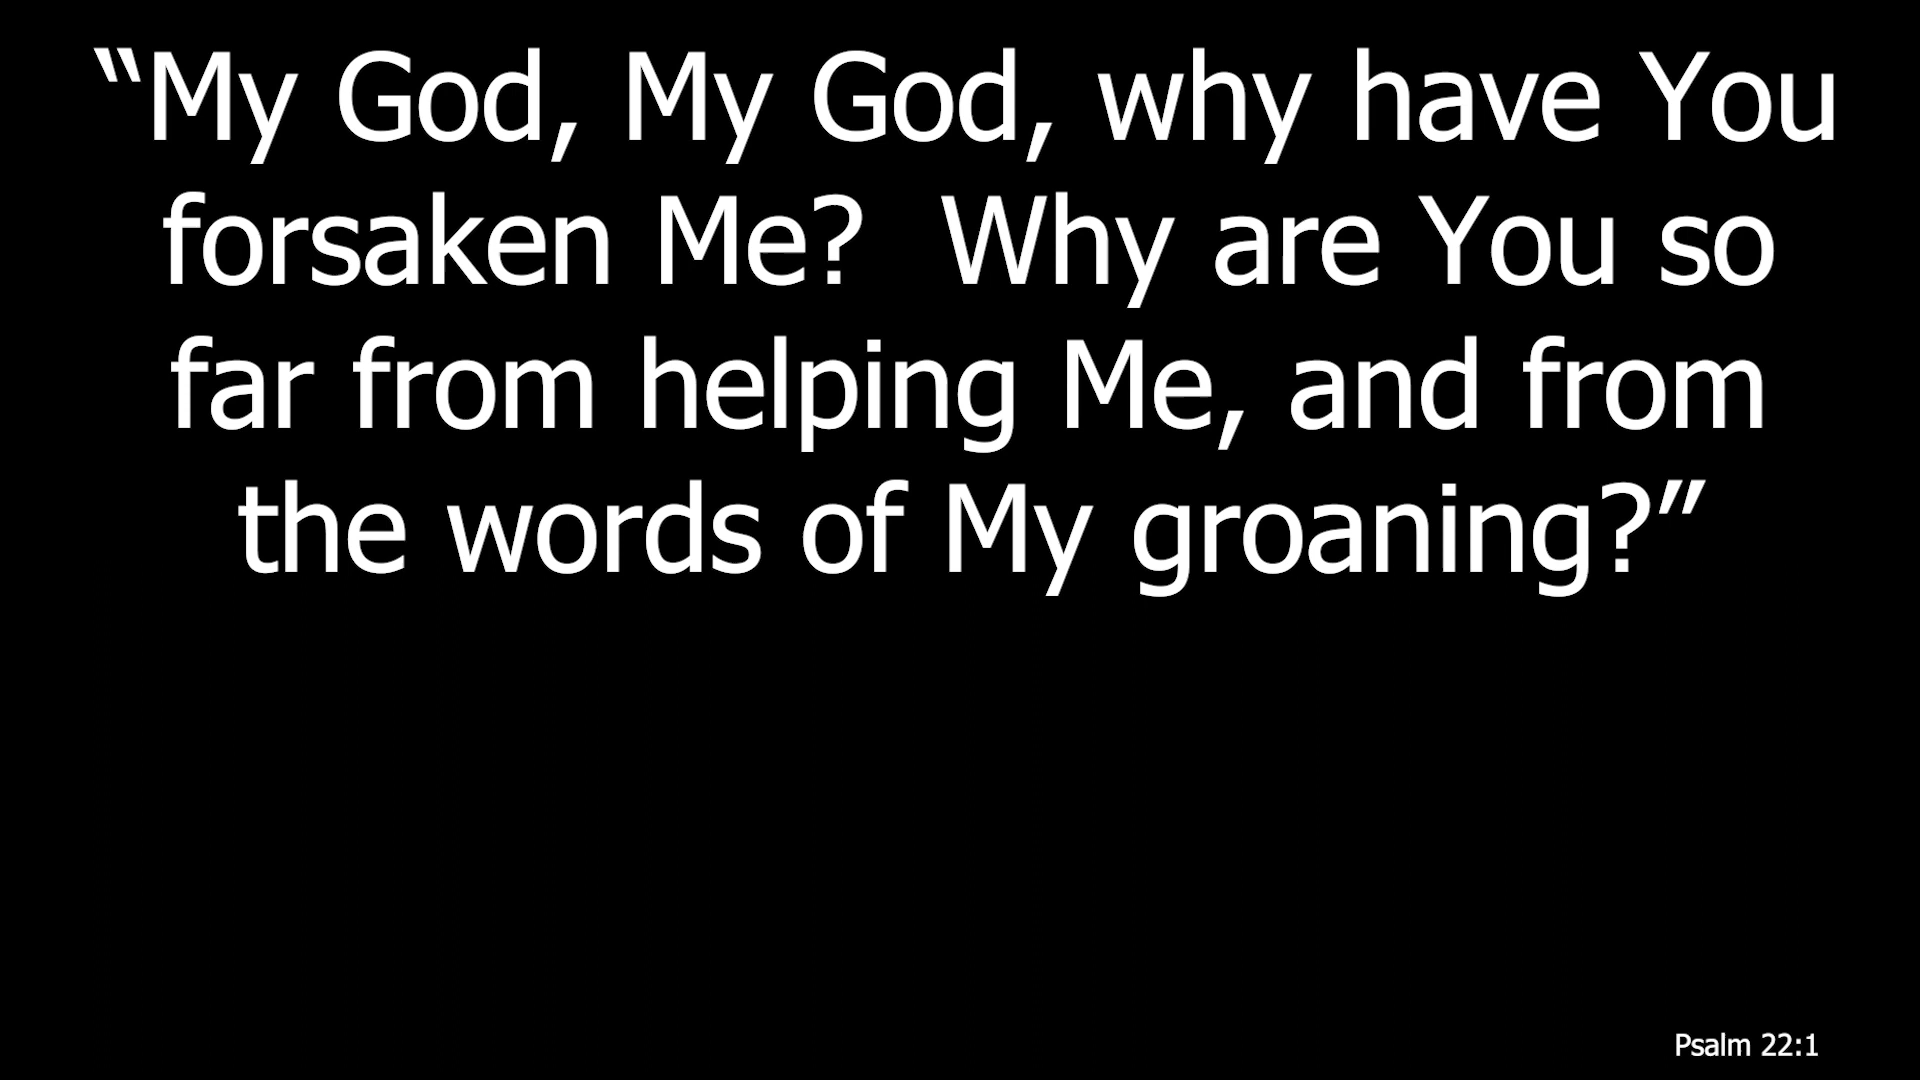 “My God, My God, why have You
forsaken Me?  Why are You so
far from helping Me, and from
the words of My groaning?”
Psalm 22:1